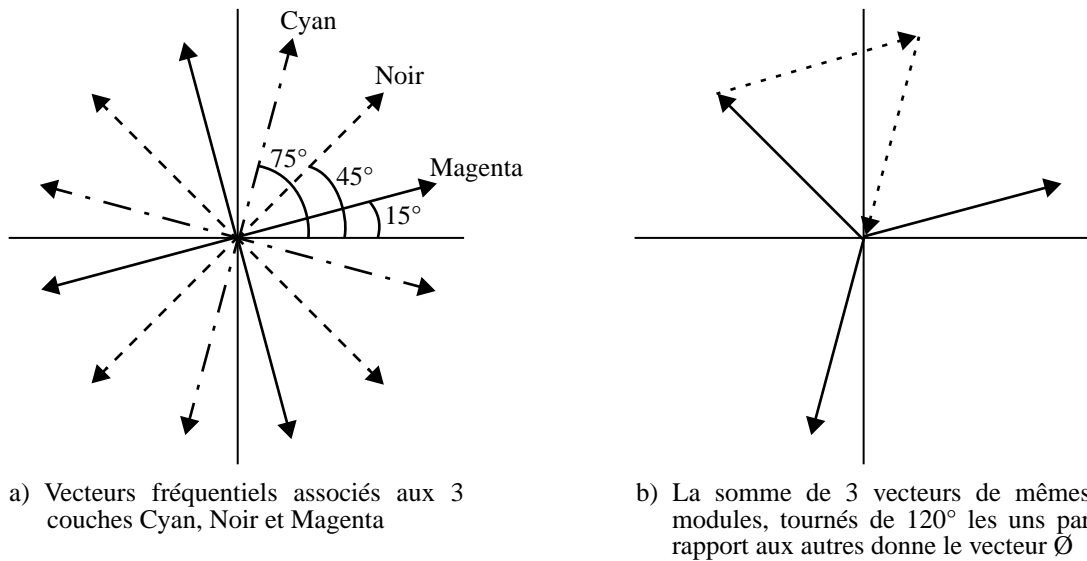 Cyan
Noir
75°
45°
Magenta
15°
a) Vecteurs fréquentiels associés aux 3
couches Cyan, Noir et Magenta
b) La somme de 3 vecteurs de mêmes
modules, tournés de 120° les uns par
rapport aux autres donne le vecteur Ø